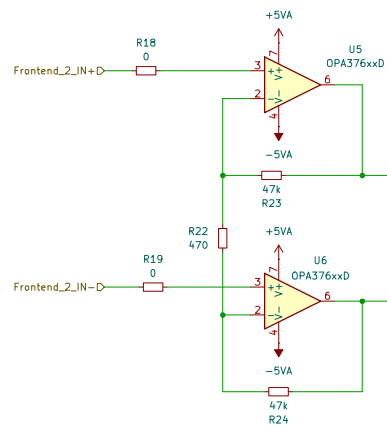 +5VA
R18
0
U5
OPA376xxD
Frontend_2_IN+
3
+
V+
7
6
2
−
V−
4
-5VA
47k
R23
R22
470
+5VA
R19
0
U6
OPA376xxD
Frontend_2_IN-
3
+
V+
7
6
2
−
V−
4
-5VA
47k
R24